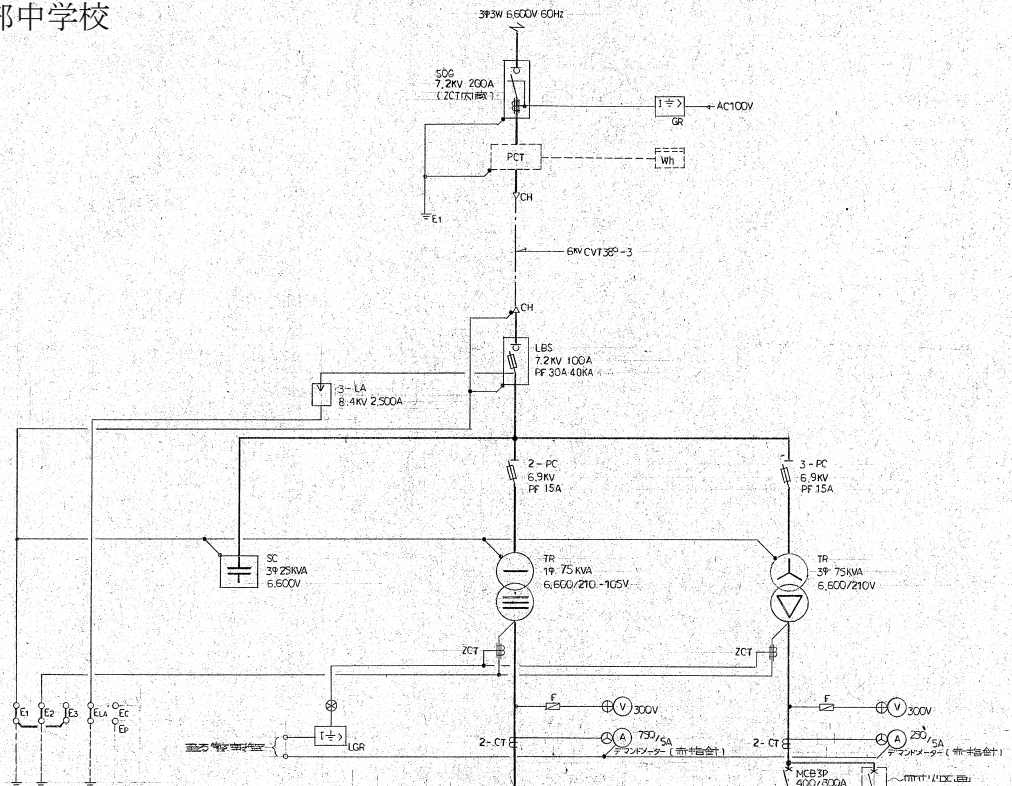 部中学校
3φ3W 6,600V 60Hz
SOG
7.2KV 200A
(ZCT内蔵)
I⏚>
AC100V
GR
PCT
Wh
CH
E1
6KV CVT38□-3
CH
LBS
7.2KV 100A
PF 30A 40KA
3-LA
8.4KV 2,500A
2-PC
6.9KV
PF 15A
3-PC
6.9KV
PF 15A
SC
3φ 25KVA
6,600V
TR
1φ 75KVA
6,600/210-105V
TR
3φ 75KVA
6,600/210V
ZCT
ZCT
E1
E2
E3
ELA
EC
EP
F
V
300V
F
V
300V
I⏚>
LGR
2-CT
A
750/5A
デマンドメーター(赤指針)
2-CT
A
250/5A
デマンドメーター(赤指針)
MCB3P
400/300A